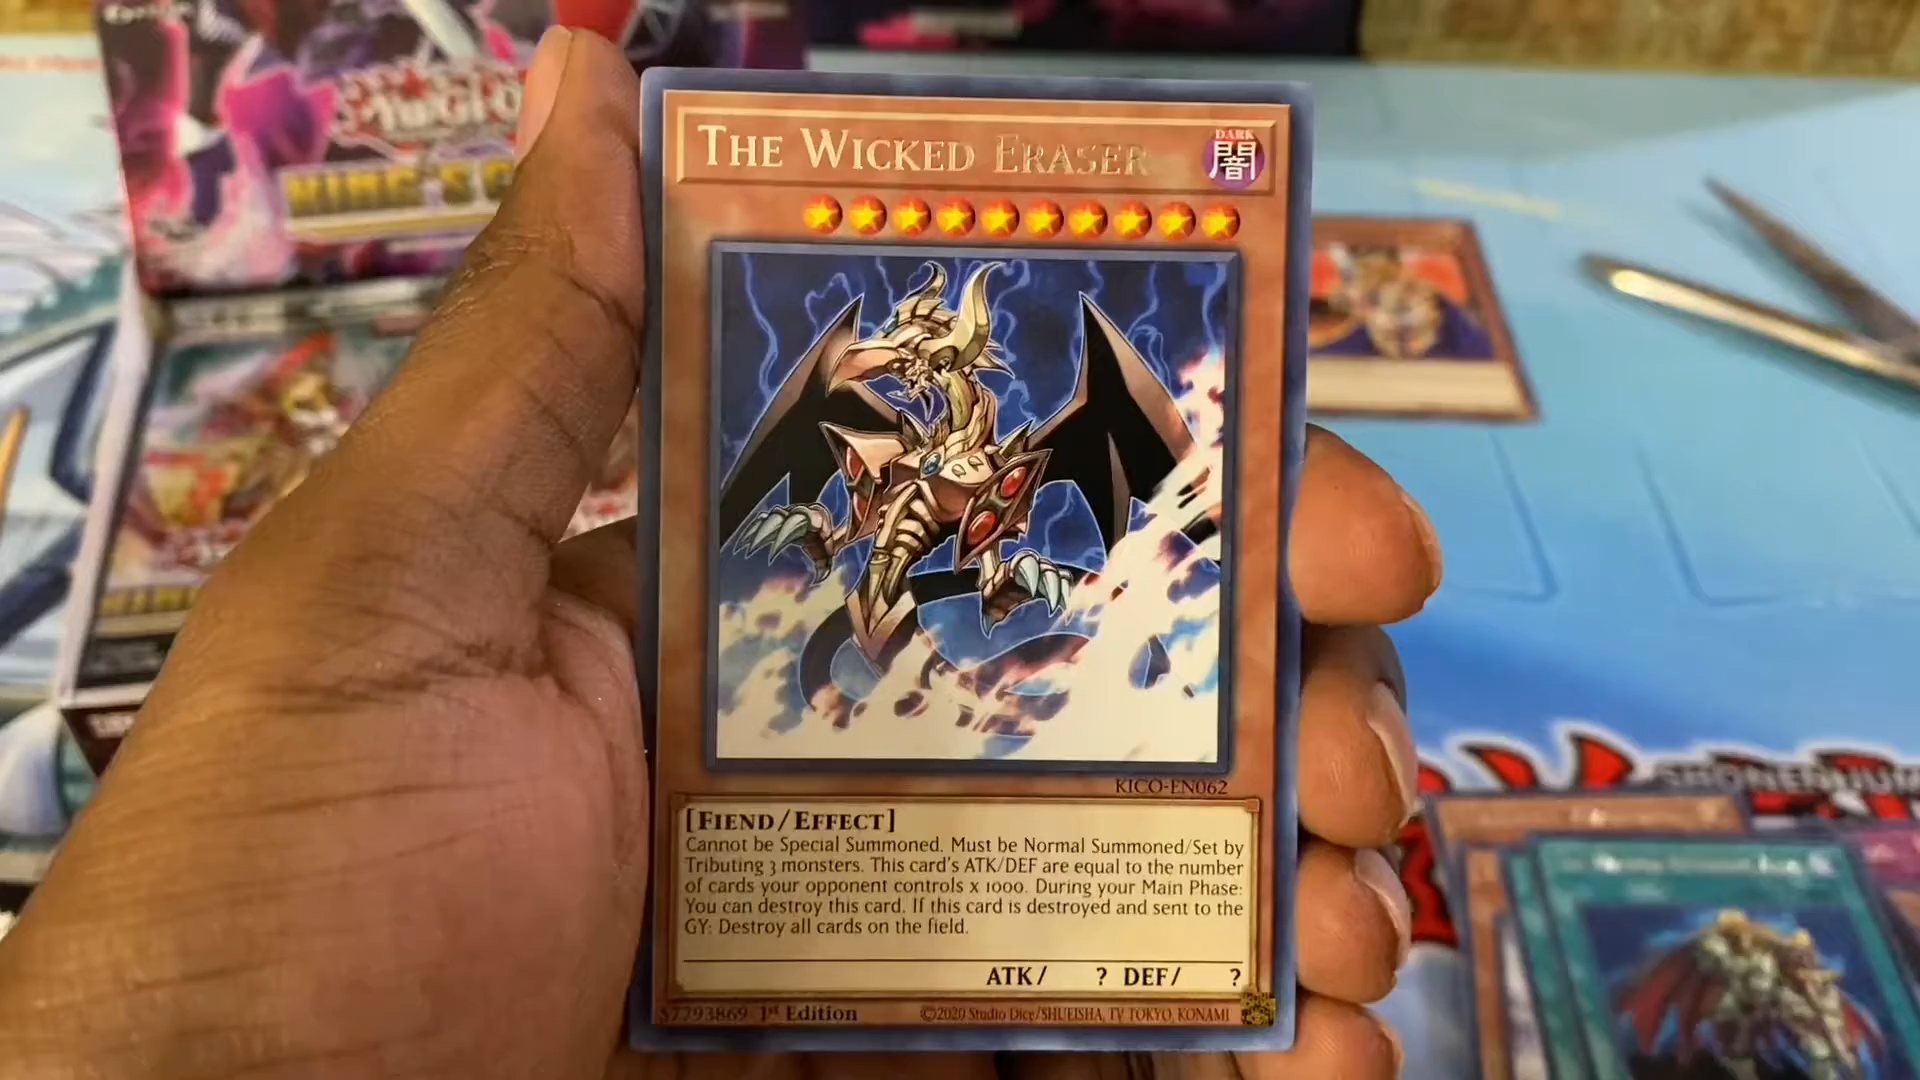 THE WICKED ERASER
DARK
闇
KICO-EN062
[FIEND/EFFECT]
Cannot be Special Summoned. Must be Normal Summoned/Set by
Tributing 3 monsters. This card's ATK/DEF are equal to the number
of cards your opponent controls x 1000. During your Main Phase:
You can destroy this card. If this card is destroyed and sent to the
GY: Destroy all cards on the field.
ATK/ ? DEF/ ?
57793869 1st Edition
©2020 Studio Dice/SHUEISHA, TV TOKYO, KONAMI